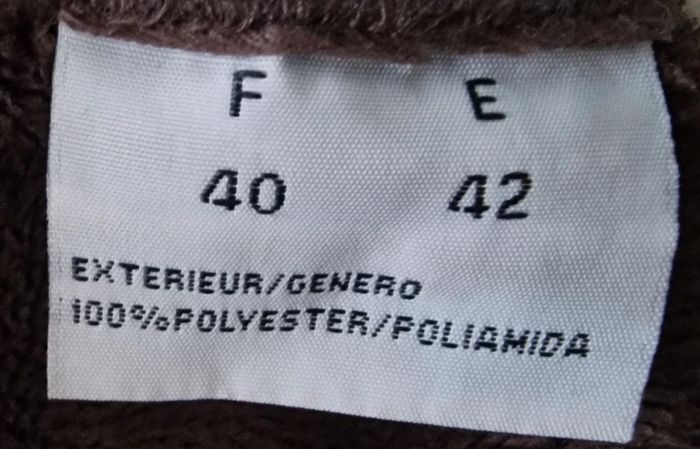 F E
40 42
EXTERIEUR/GENERO
100%POLYESTER/POLIAMIDA